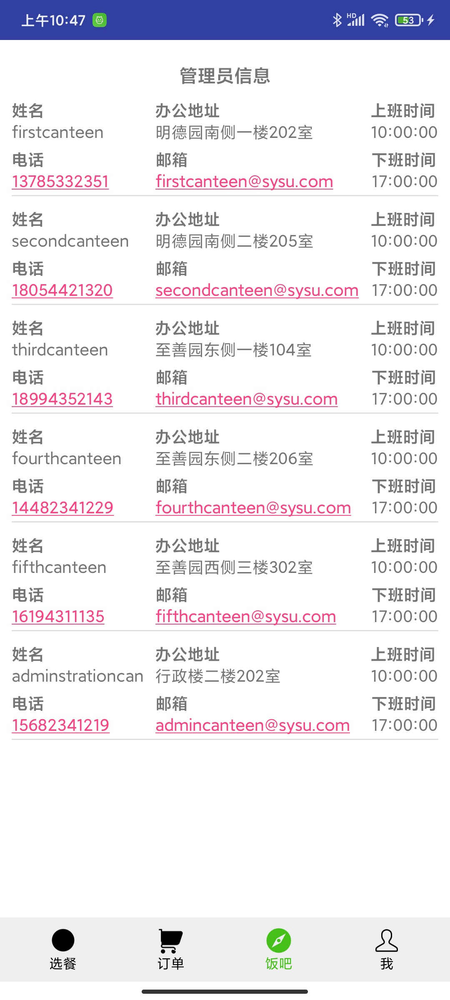 上午10:47
HD
53
管理员信息
姓名 办公地址 上班时间
firstcanteen 明德园南侧一楼202室 10:00:00
电话 邮箱 下班时间
13785332351 firstcanteen@sysu.com 17:00:00
姓名 办公地址 上班时间
secondcanteen 明德园南侧二楼205室 10:00:00
电话 邮箱 下班时间
18054421320 secondcanteen@sysu.com 17:00:00
姓名 办公地址 上班时间
thirdcanteen 至善园东侧一楼104室 10:00:00
电话 邮箱 下班时间
18994352143 thirdcanteen@sysu.com 17:00:00
姓名 办公地址 上班时间
fourthcanteen 至善园东侧二楼206室 10:00:00
电话 邮箱 下班时间
14482341229 fourthcanteen@sysu.com 17:00:00
姓名 办公地址 上班时间
fifthcanteen 至善园西侧三楼302室 10:00:00
电话 邮箱 下班时间
16194311135 fifthcanteen@sysu.com 17:00:00
姓名 办公地址 上班时间
adminstrationcan 行政楼二楼202室 10:00:00
电话 邮箱 下班时间
15682341219 admincanteen@sysu.com 17:00:00
选餐 订单 饭吧 我